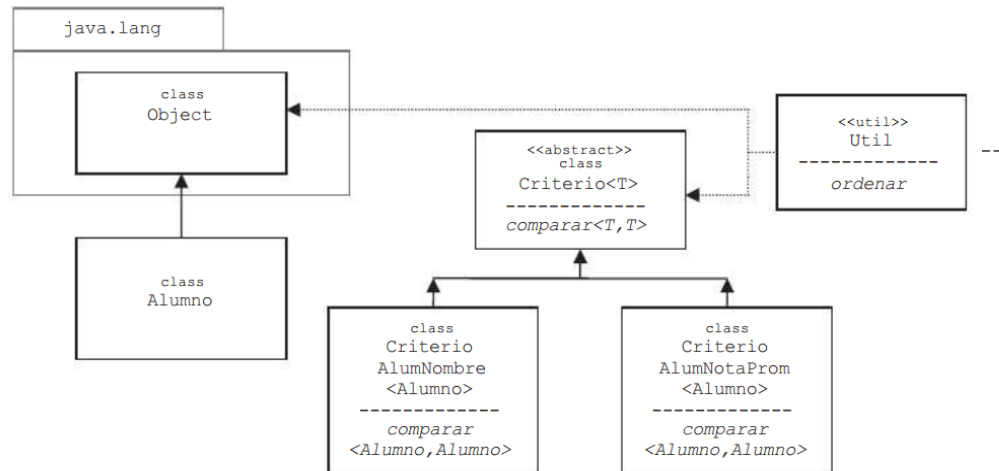 java.lang
class
Object
class
Alumno
<<abstract>>
class
Criterio<T>
comparar<T,T>
<<util>>
Util
ordenar
class
Criterio
AlumNombre
<Alumno>
comparar
<Alumno,Alumno>
class
Criterio
AlumNotaProm
<Alumno>
comparar
<Alumno,Alumno>